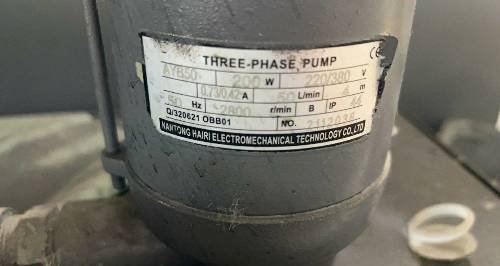 THREE-PHASE PUMP
AYB50 200 W 220/380 V
0.73/0.42 A 50 L/min 4 m
50 Hz 2800 r/min B IP 44
Q/320621 OBB01 NO. 2112038
NANTONG HAIRI ELECTROMECHANICAL TECHNOLOGY CO.,LTD